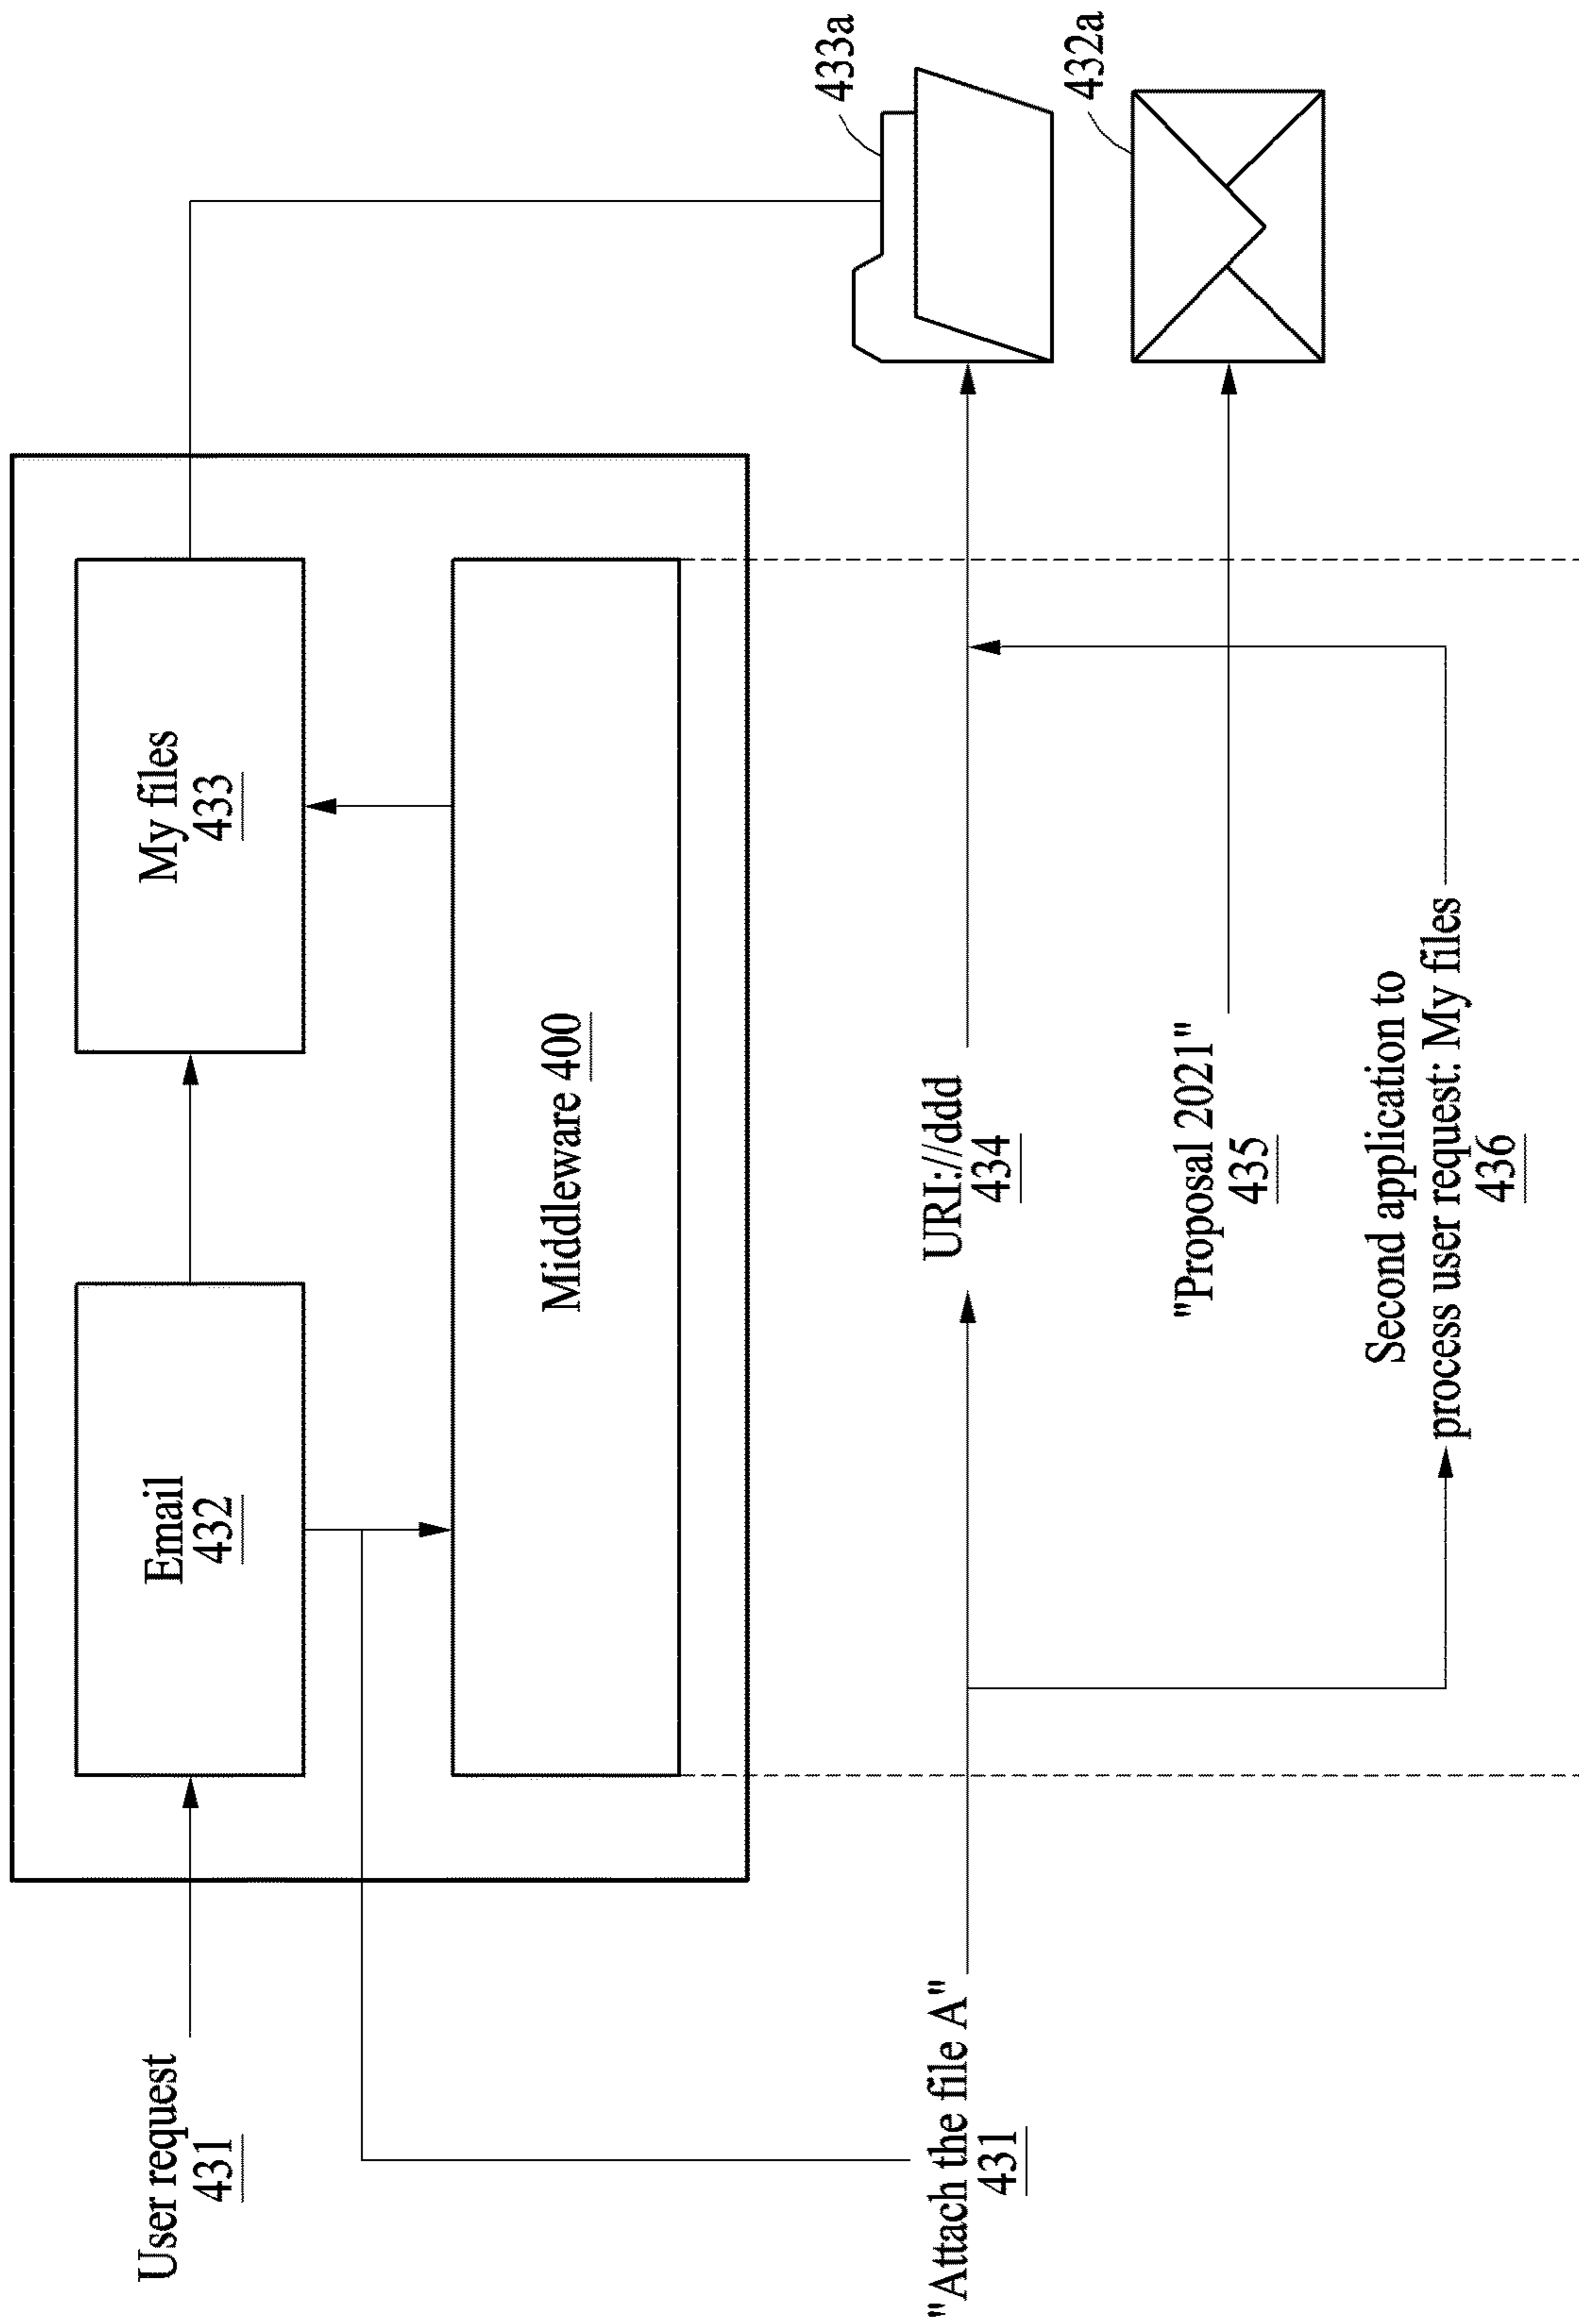 User request
431
Email
432
My files
433
Middleware 400
"Attach the file A"
431
URI://ddd
434
"Proposal 2021"
435
Second application to
process user request: My files
436
433a
432a